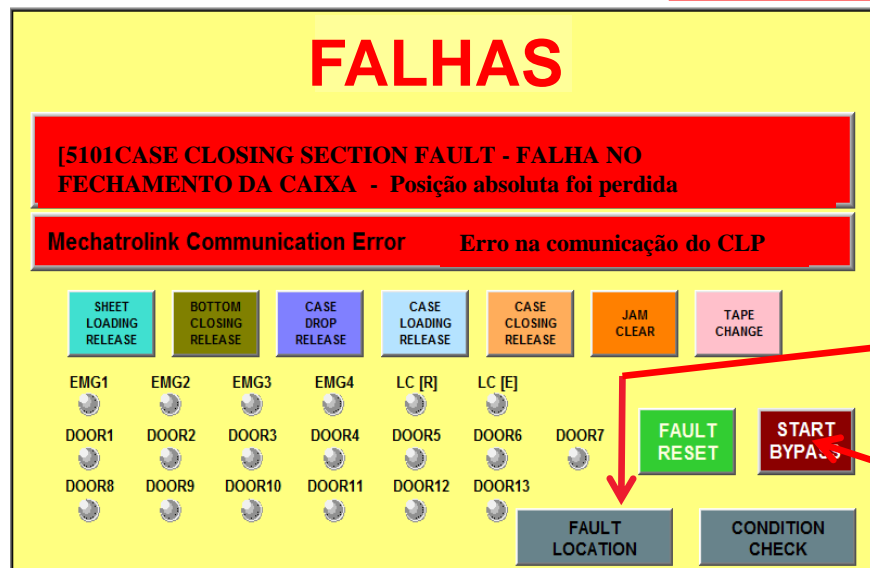 FALHAS
[5101CASE CLOSING SECTION FAULT - FALHA NO
FECHAMENTO DA CAIXA - Posição absoluta foi perdida
Mechatrolink Communication Error Erro na comunicação do CLP
SHEET
LOADING
RELEASE
BOTTOM
CLOSING
RELEASE
CASE
DROP
RELEASE
CASE
LOADING
RELEASE
CASE
CLOSING
RELEASE
JAM
CLEAR
TAPE
CHANGE
EMG1 EMG2 EMG3 EMG4 LC [R] LC [E]
DOOR1 DOOR2 DOOR3 DOOR4 DOOR5 DOOR6 DOOR7
DOOR8 DOOR9 DOOR10 DOOR11 DOOR12 DOOR13
FAULT
RESET
START
BYPASS
FAULT
LOCATION
CONDITION
CHECK